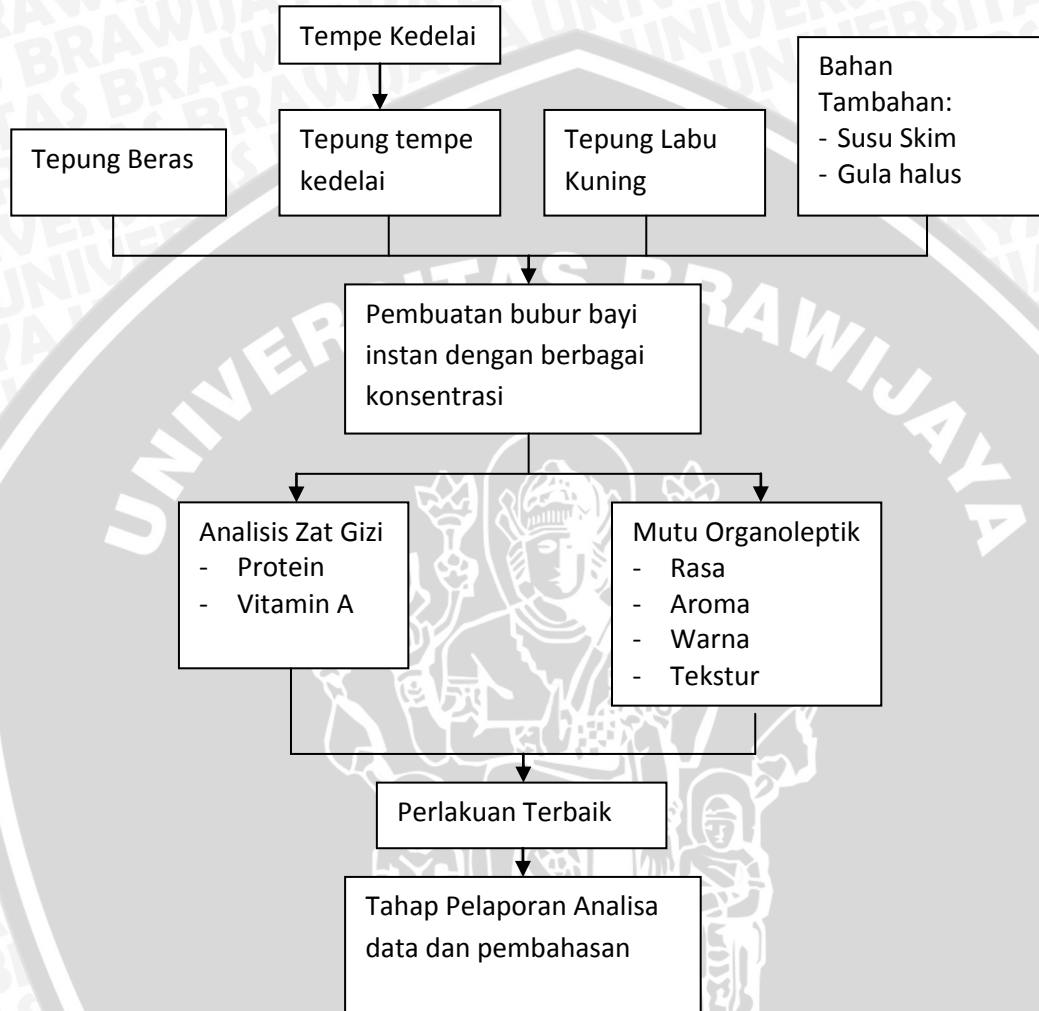 Tempe Kedelai
Tepung Beras
Tepung tempe
kedelai
Tepung Labu
Kuning
Bahan
Tambahan:
- Susu Skim
- Gula halus
Pembuatan bubur bayi
instan dengan berbagai
konsentrasi
Analisis Zat Gizi
- Protein
- Vitamin A
Mutu Organoleptik
- Rasa
- Aroma
- Warna
- Tekstur
Perlakuan Terbaik
Tahap Pelaporan Analisa
data dan pembahasan
UNIVERSITAS BRAWIJAYA